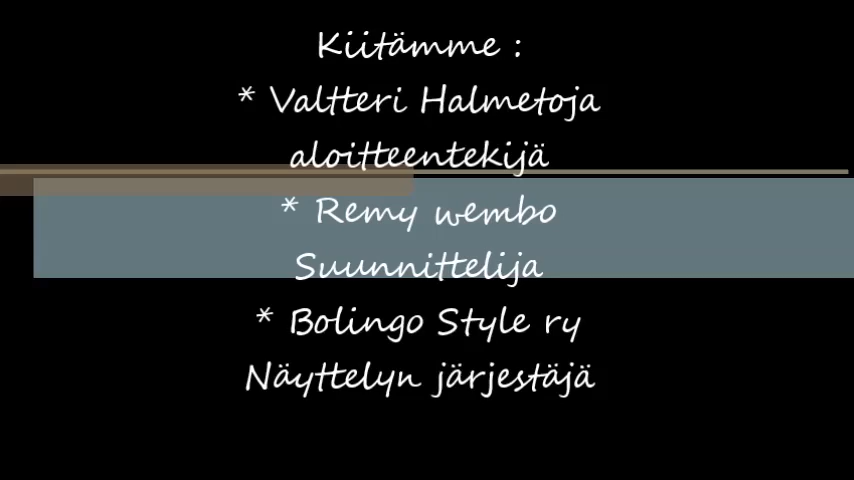 Kiitämme :
* Valtteri Halmetoja
aloitteentekijä
* Remy wembo
Suunnittelija
* Bolingo Style ry
Näyttelyn järjestäjä